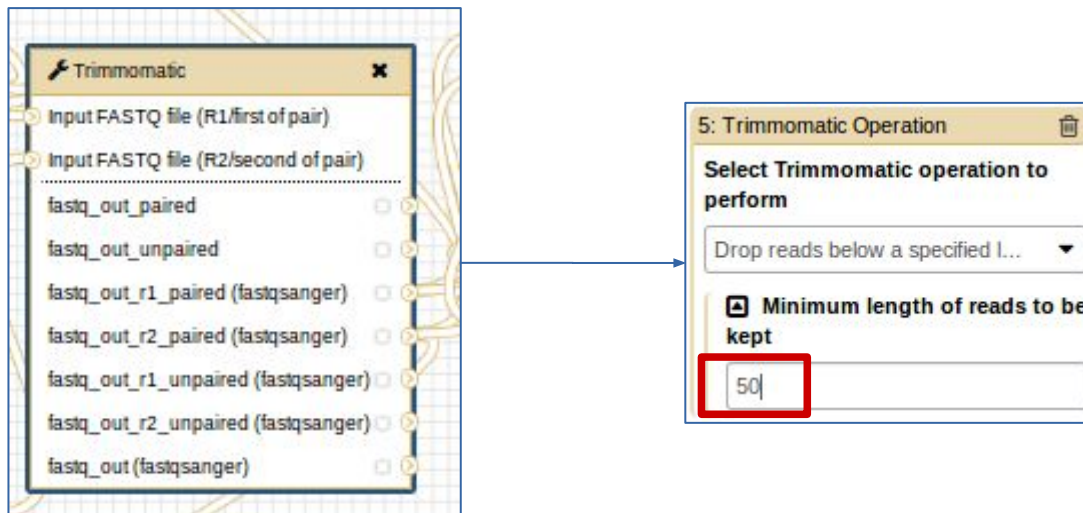 Trimmomatic
Input FASTQ file (R1/first of pair)
Input FASTQ file (R2/second of pair)
fastq_out_paired
fastq_out_unpaired
fastq_out_r1_paired (fastqsanger)
fastq_out_r2_paired (fastqsanger)
fastq_out_r1_unpaired (fastqsanger)
fastq_out_r2_unpaired (fastqsanger)
fastq_out (fastqsanger)
5: Trimmomatic Operation
Select Trimmomatic operation to
perform
Drop reads below a specified l...
Minimum length of reads to be
kept
50